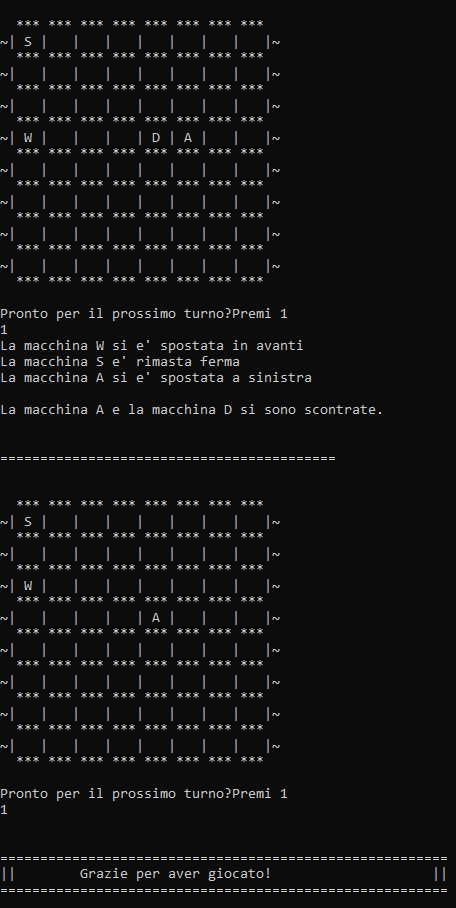 *** *** *** *** *** *** *** ***
~| S |   |   |   |   |   |   |   |~
  *** *** *** *** *** *** *** ***
~|   |   |   |   |   |   |   |   |~
  *** *** *** *** *** *** *** ***
~|   |   |   |   |   |   |   |   |~
  *** *** *** *** *** *** *** ***
~| W |   |   |   | D | A |   |   |~
  *** *** *** *** *** *** *** ***
~|   |   |   |   |   |   |   |   |~
  *** *** *** *** *** *** *** ***
~|   |   |   |   |   |   |   |   |~
  *** *** *** *** *** *** *** ***
~|   |   |   |   |   |   |   |   |~
  *** *** *** *** *** *** *** ***
~|   |   |   |   |   |   |   |   |~
  *** *** *** *** *** *** *** ***
Pronto per il prossimo turno?Premi 1
1
La macchina W si e' spostata in avanti
La macchina S e' rimasta ferma
La macchina A si e' spostata a sinistra
La macchina A e la macchina D si sono scontrate.
==========================================
  *** *** *** *** *** *** *** ***
~| S |   |   |   |   |   |   |   |~
  *** *** *** *** *** *** *** ***
~|   |   |   |   |   |   |   |   |~
  *** *** *** *** *** *** *** ***
~| W |   |   |   |   |   |   |   |~
  *** *** *** *** *** *** *** ***
~|   |   |   |   | A |   |   |   |~
  *** *** *** *** *** *** *** ***
~|   |   |   |   |   |   |   |   |~
  *** *** *** *** *** *** *** ***
~|   |   |   |   |   |   |   |   |~
  *** *** *** *** *** *** *** ***
~|   |   |   |   |   |   |   |   |~
  *** *** *** *** *** *** *** ***
~|   |   |   |   |   |   |   |   |~
  *** *** *** *** *** *** *** ***
Pronto per il prossimo turno?Premi 1
1
========================================================
||        Grazie per aver giocato!                    ||
========================================================